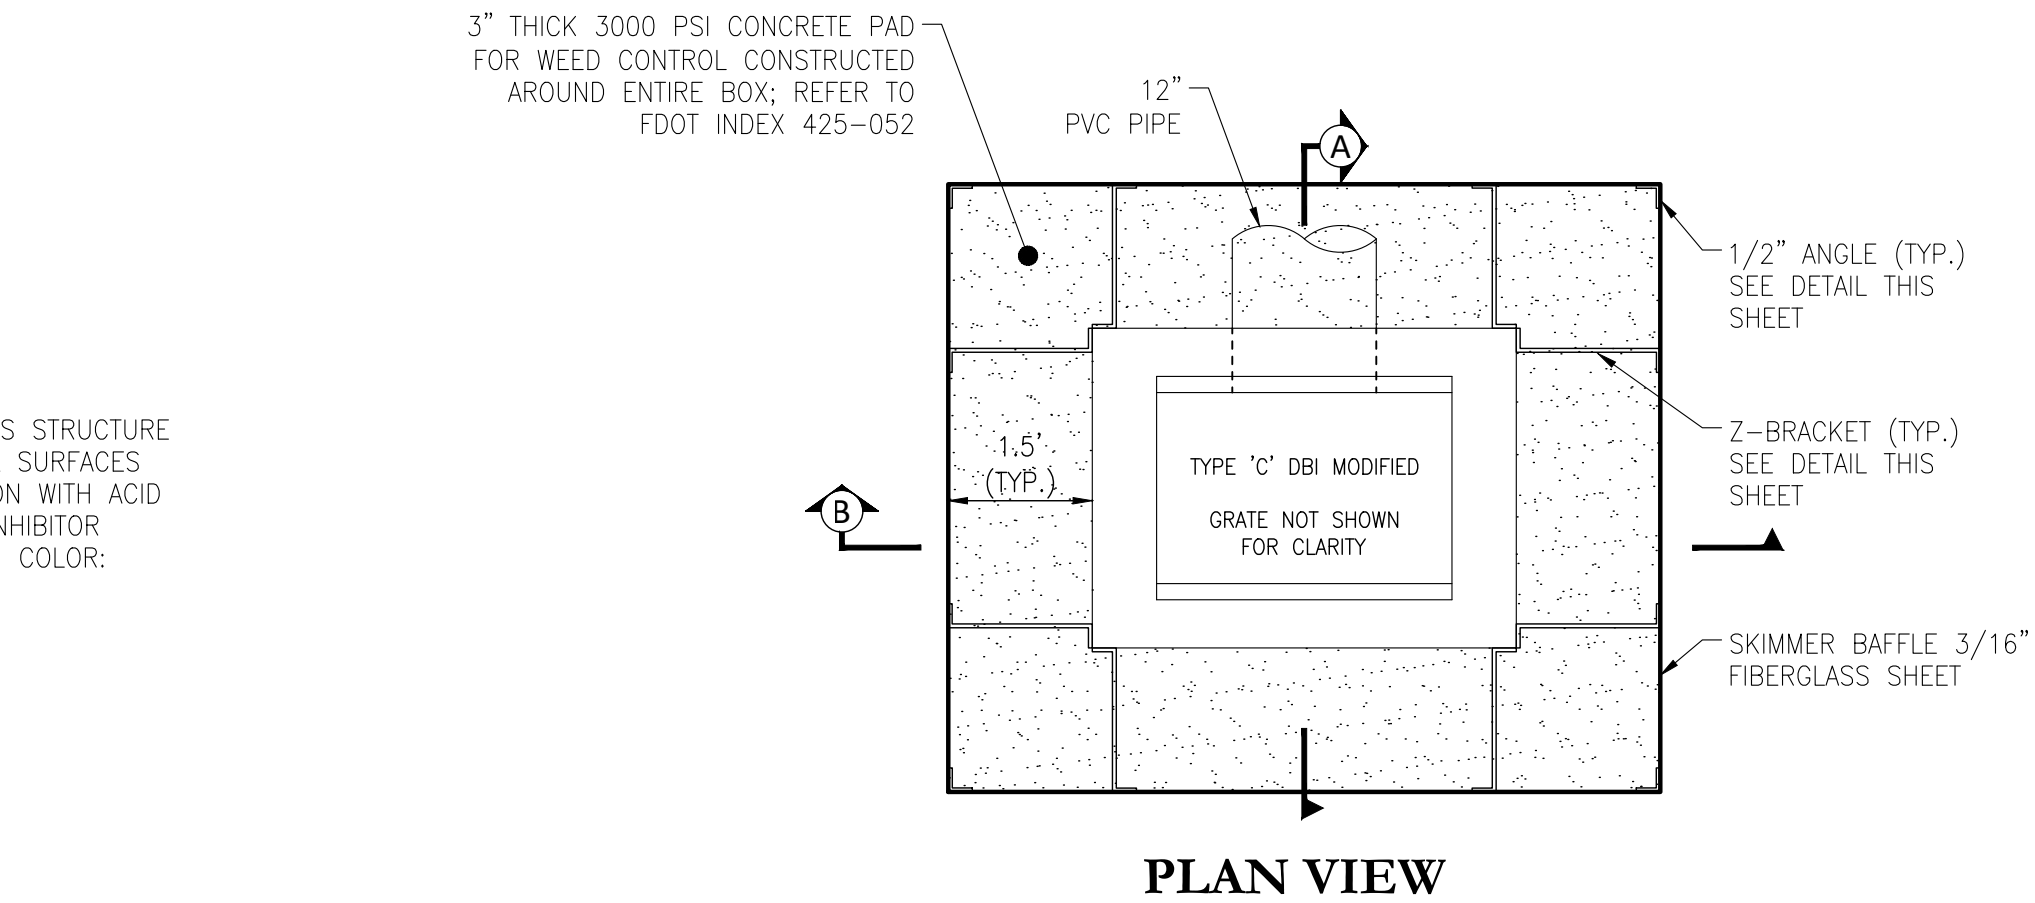 3" THICK 3000 PSI CONCRETE PAD
FOR WEED CONTROL CONSTRUCTED
AROUND ENTIRE BOX; REFER TO
FDOT INDEX 425-052
12"
PVC PIPE
A
1/2" ANGLE (TYP.)
SEE DETAIL THIS
SHEET
S STRUCTURE
SURFACES
ON WITH ACID
NHIBITOR
COLOR:
1.5'
(TYP.)
B
TYPE 'C' DBI MODIFIED
GRATE NOT SHOWN
FOR CLARITY
Z-BRACKET (TYP.)
SEE DETAIL THIS
SHEET
SKIMMER BAFFLE 3/16"
FIBERGLASS SHEET
PLAN VIEW